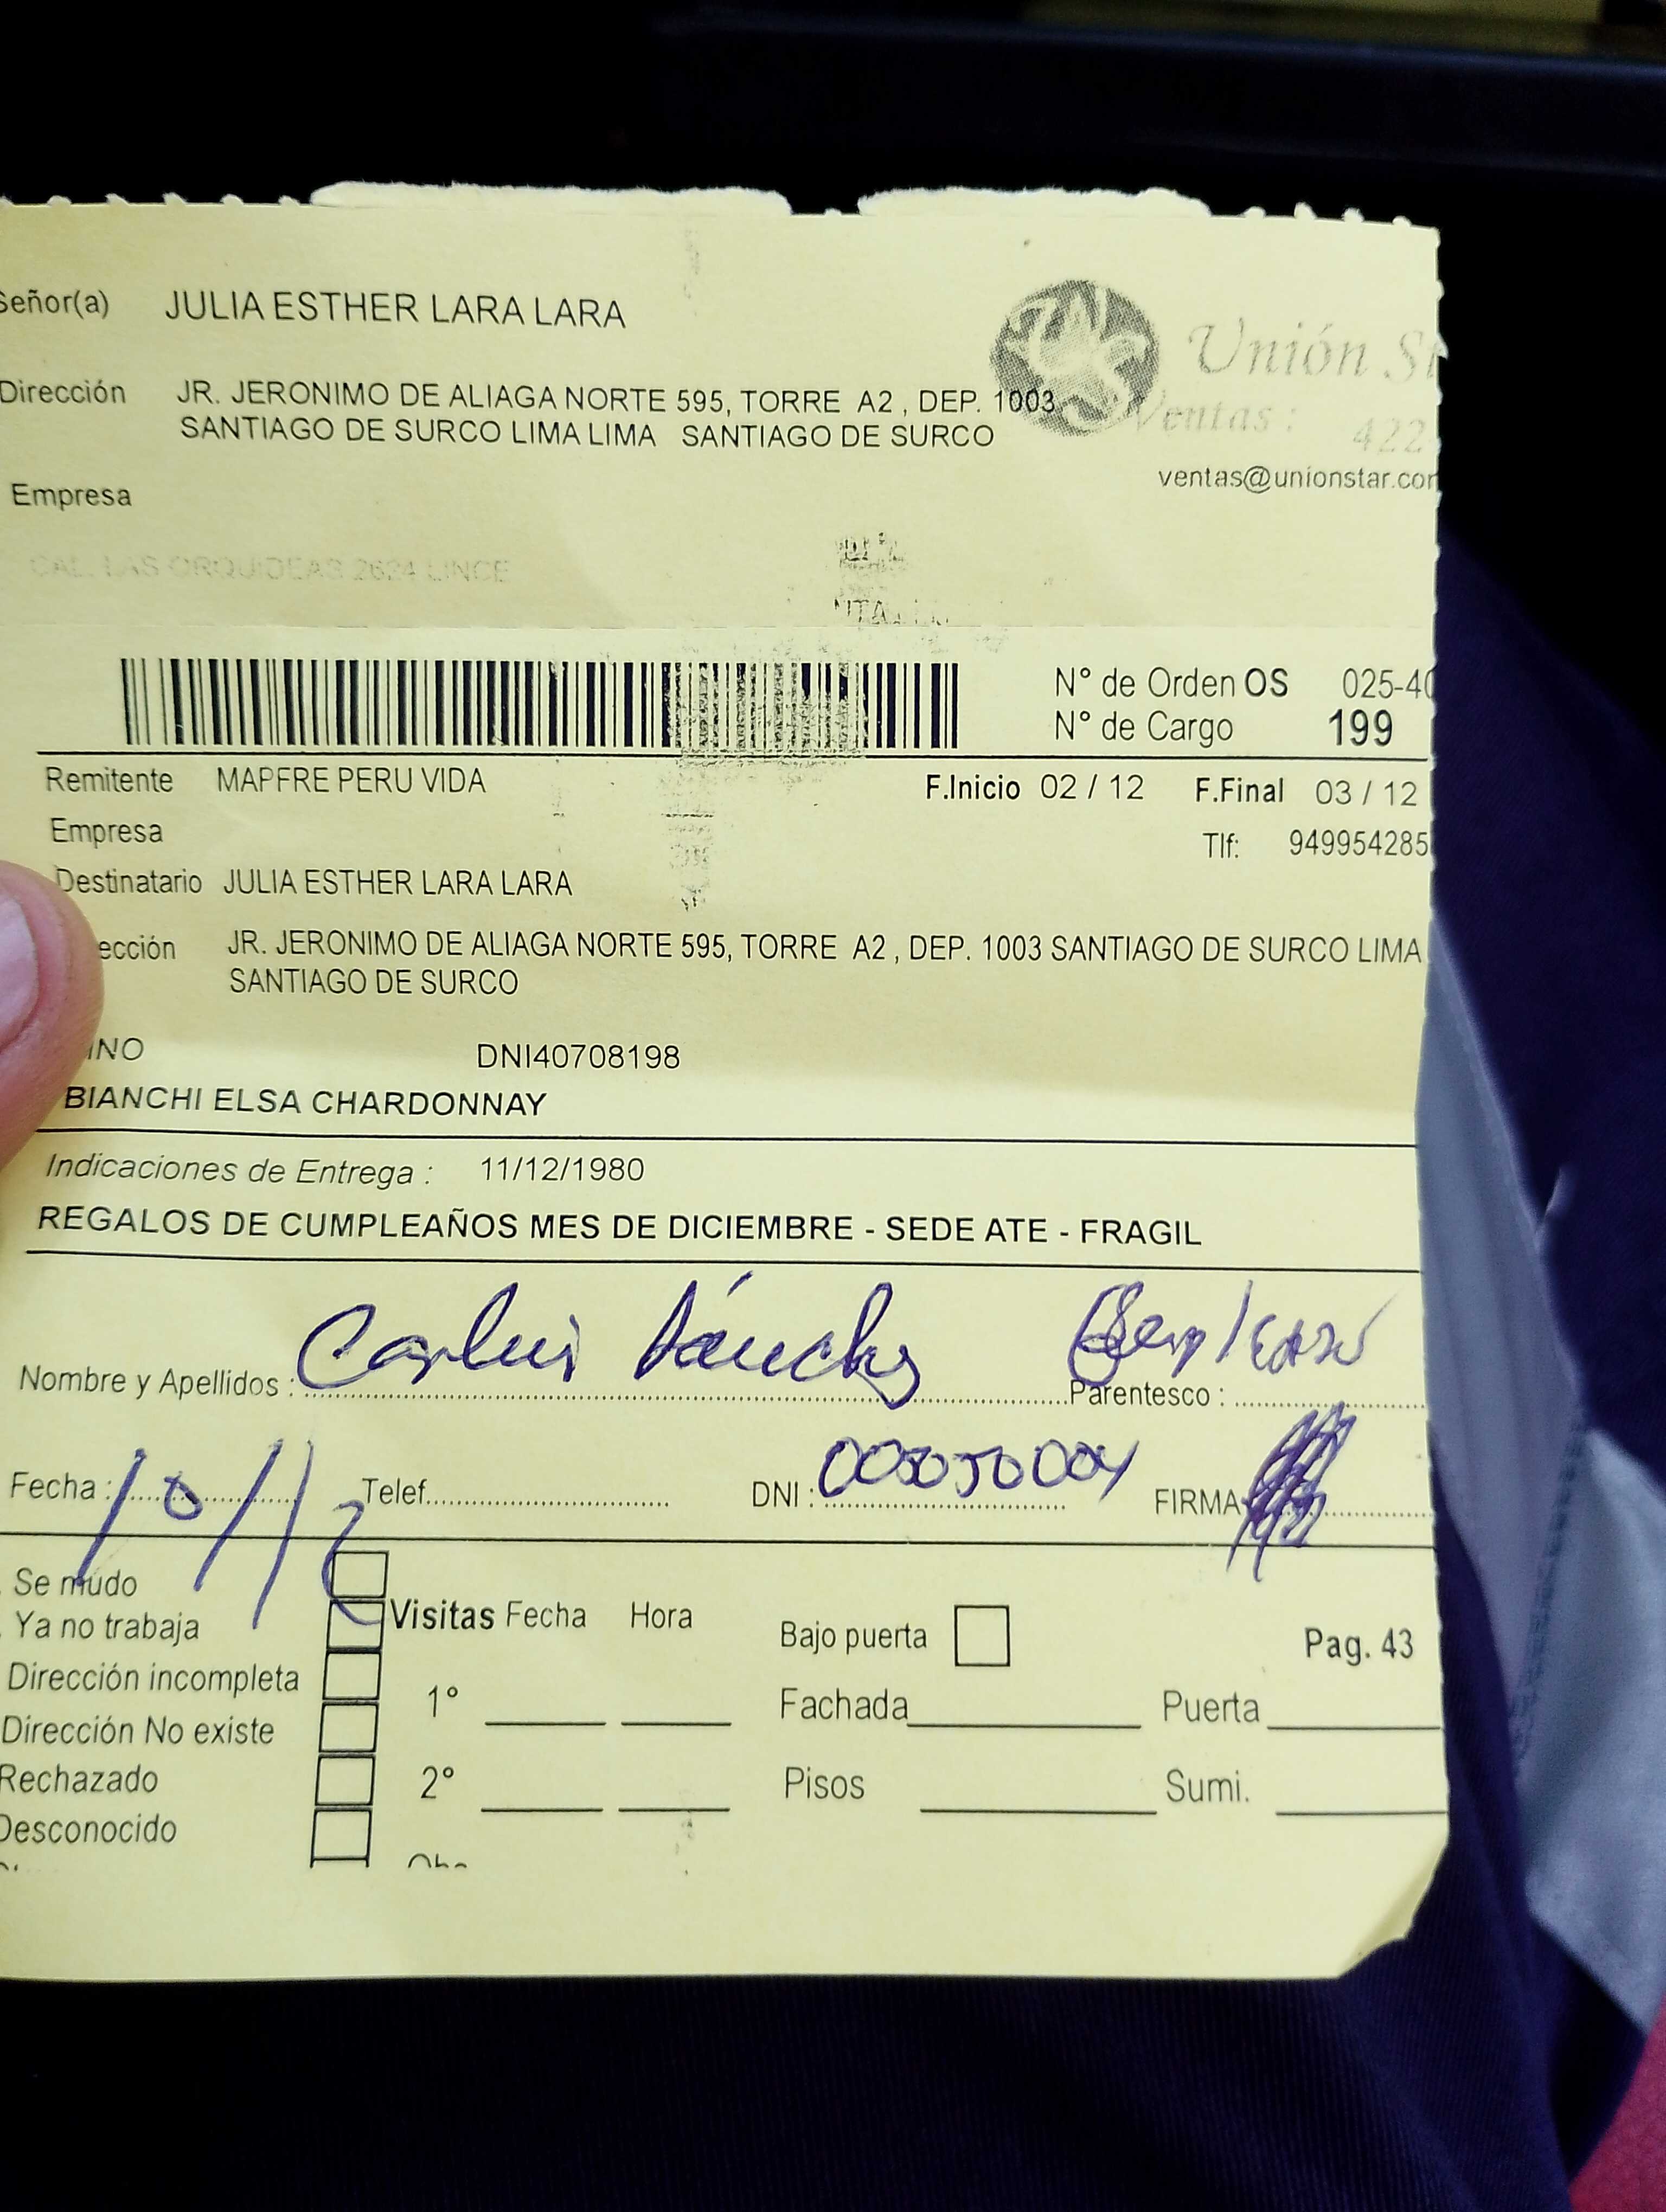 Señor(a) JULIA ESTHER LARA LARA
Dirección JR. JERONIMO DE ALIAGA NORTE 595, TORRE A2 , DEP. 1003
SANTIAGO DE SURCO LIMA LIMA SANTIAGO DE SURCO
Unión St
Ventas : 422
ventas@unionstar.com
Empresa
CAL. LAS ORQUIDEAS 2624 LINCE
N° de Orden OS 025-40
N° de Cargo 199
Remitente MAPFRE PERU VIDA F.Inicio 02 / 12 F.Final 03 / 12
Empresa Tlf: 949954285
Destinatario JULIA ESTHER LARA LARA
ección JR. JERONIMO DE ALIAGA NORTE 595, TORRE A2 , DEP. 1003 SANTIAGO DE SURCO LIMA
SANTIAGO DE SURCO
INO DNI40708198
BIANCHI ELSA CHARDONNAY
Indicaciones de Entrega : 11/12/1980
REGALOS DE CUMPLEAÑOS MES DE DICIEMBRE - SEDE ATE - FRAGIL
Nombre y Apellidos : Parentesco :
Fecha : 10/12 Telef. DNI : FIRMA
Se mudo
Ya no trabaja Visitas Fecha Hora Bajo puerta Pag. 43
Dirección incompleta 1° Fachada Puerta
Dirección No existe
Rechazado 2° Pisos Sumi.
Desconocido